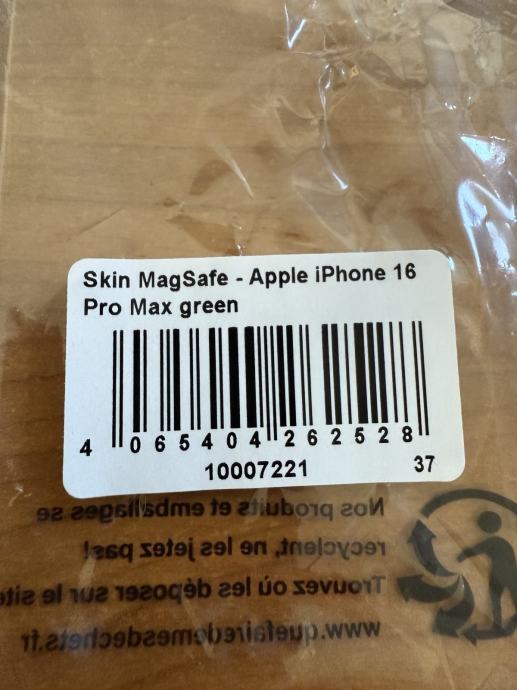 Skin MagSafe - Apple iPhone 16
Pro Max green
4 065404 262528
10007221 37
Nos produits et emballages se
recyclent, ne les jetez pas!
Trouvez où les déposer sur le site
www.quefairedemesdechets.fr